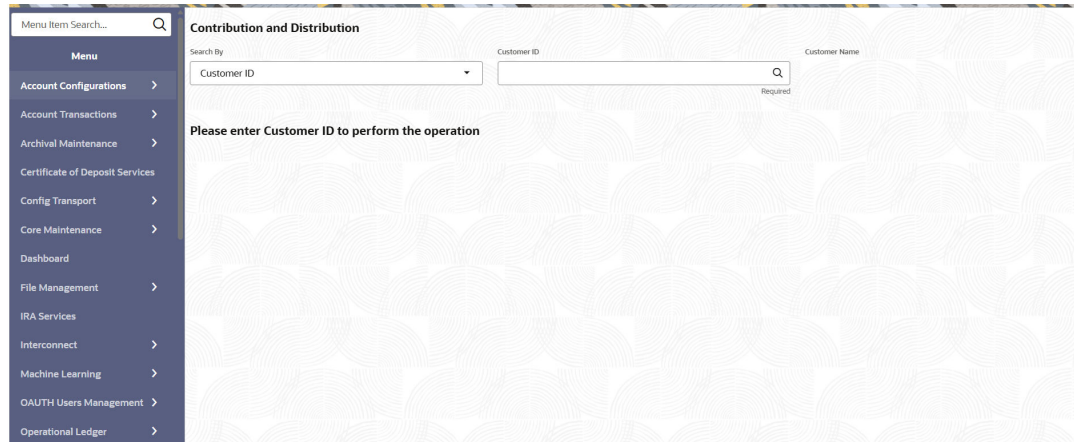 Menu Item Search...
Menu
Account Configurations
Account Transactions
Archival Maintenance
Certificate of Deposit Services
Config Transport
Core Maintenance
Dashboard
File Management
IRA Services
Interconnect
Machine Learning
OAUTH Users Management
Operational Ledger
Contribution and Distribution
Search By
Customer ID
Customer ID
Required
Customer Name
Please enter Customer ID to perform the operation